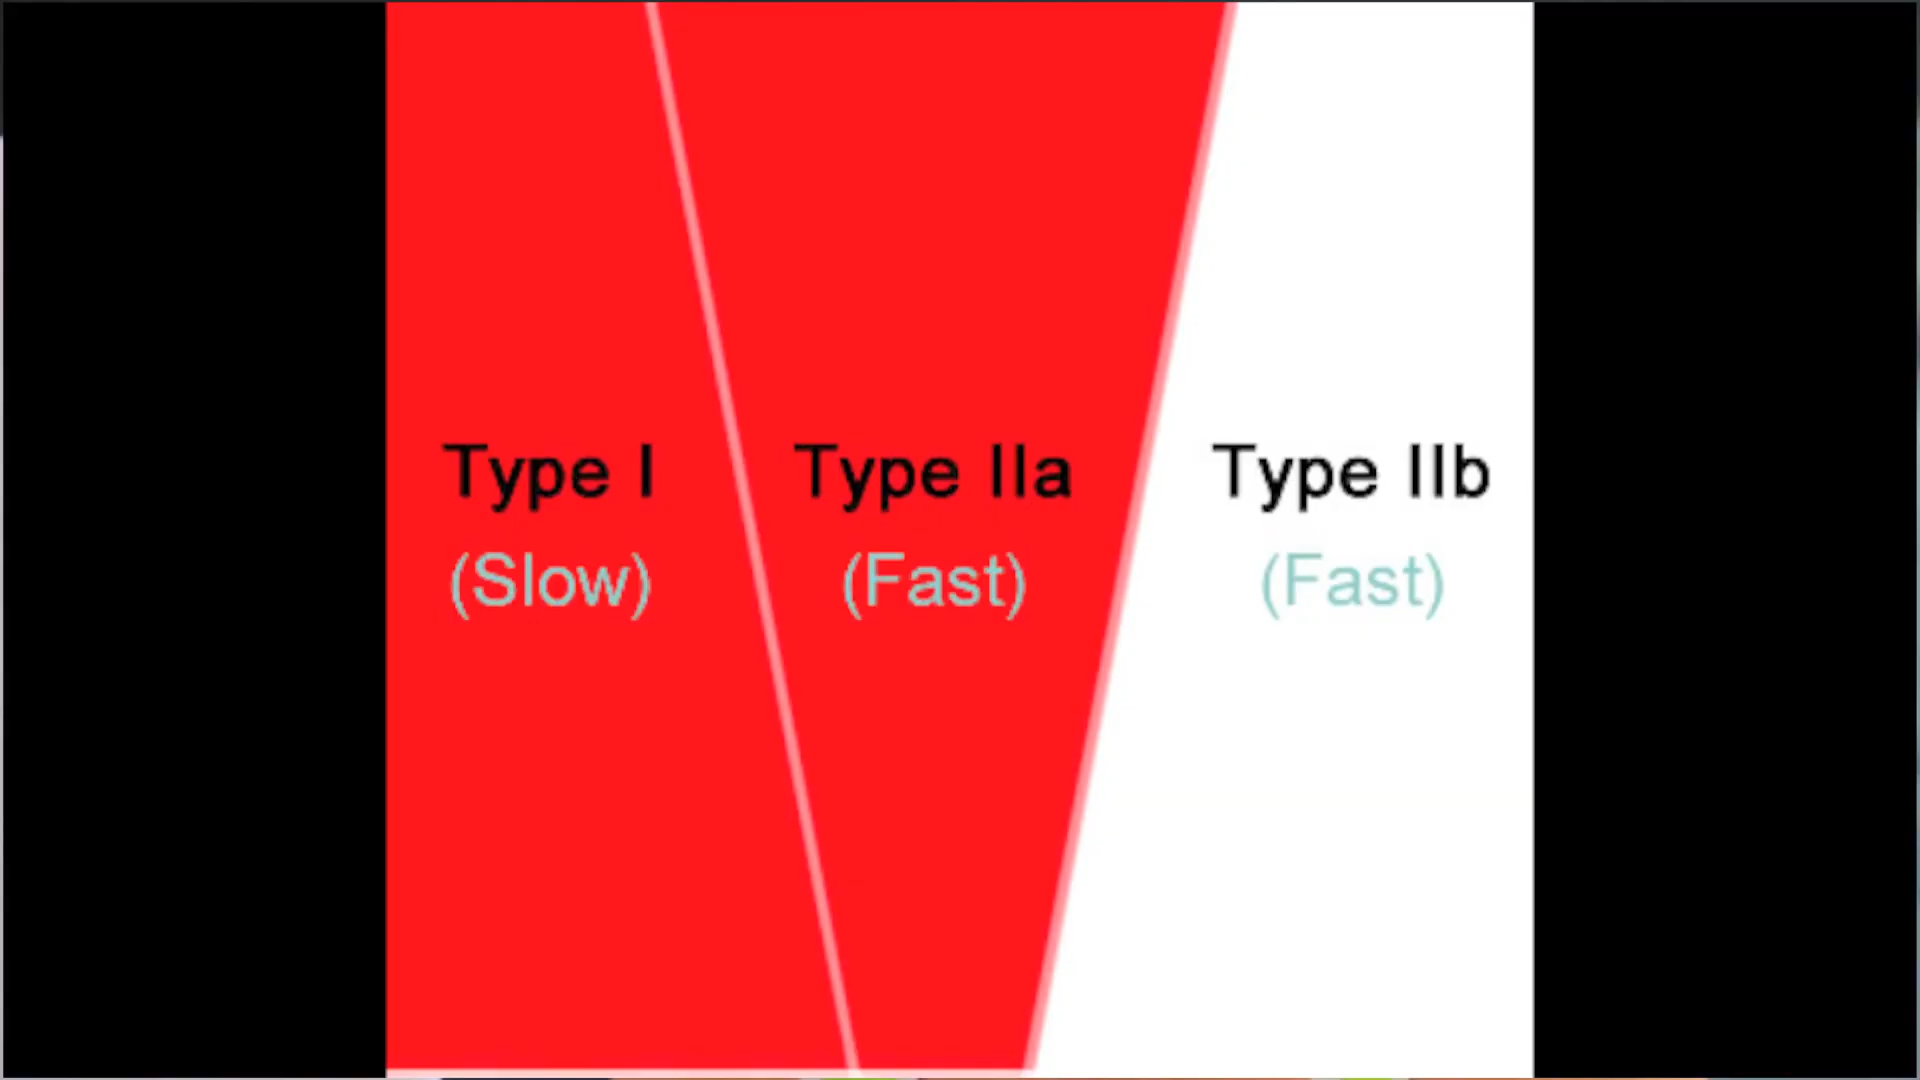 Type I
(Slow)
Type IIa
(Fast)
Type IIb
(Fast)